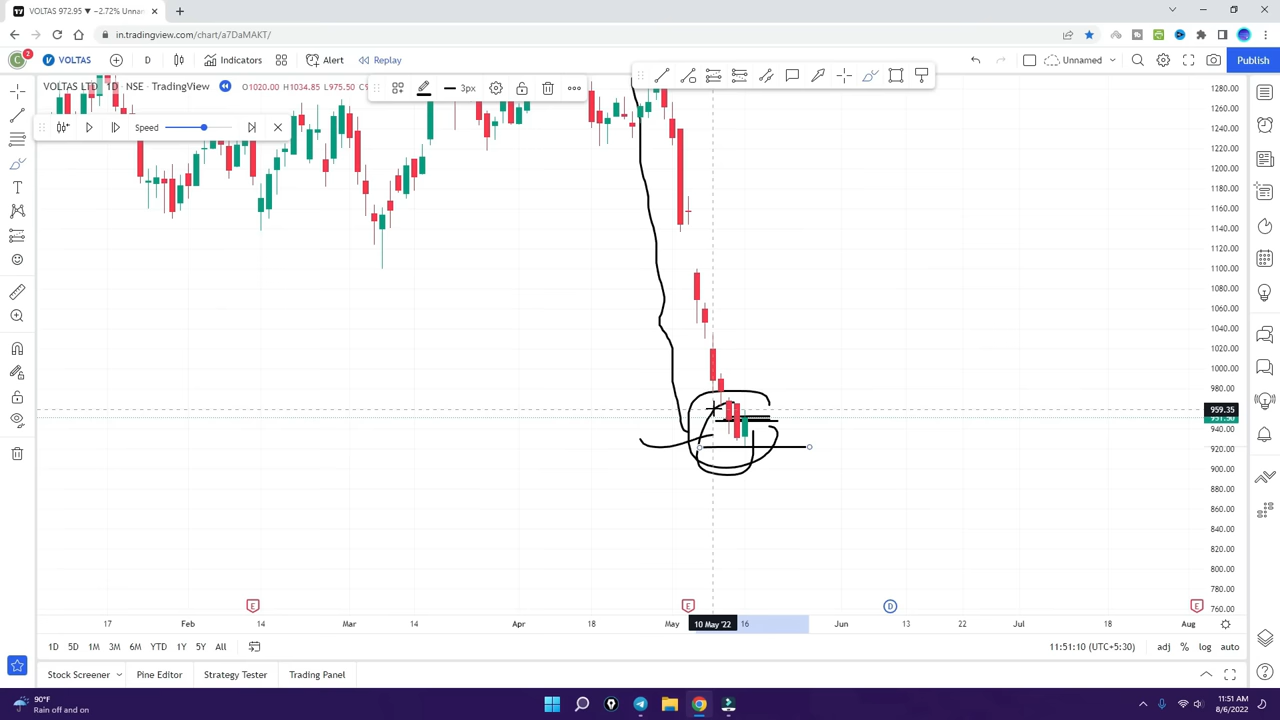 VOLTAS 972.95 ▼ −2.72% Unnan
in.tradingview.com/chart/a7DaMAKT/
C 2 V VOLTAS D Indicators Alert Replay Unnamed Publish
3px
VOLTAS LTD 1D NSE TradingView O1020.00 H1034.85 L975.50 C
Speed
1280.00
1260.00
1240.00
1220.00
1200.00
1180.00
1160.00
1140.00
1120.00
1100.00
1080.00
1060.00
1040.00
1020.00
1000.00
980.00
959.35
940.00
920.00
900.00
880.00
860.00
840.00
820.00
800.00
780.00
760.00
E E D E
17 Feb 14 Mar 14 Apr 18 May 10 May '22 16 Jun 13 Jul 18 Aug
1D 5D 1M 3M 6M YTD 1Y 5Y All 11:51:10 (UTC+5:30) adj % log auto
Stock Screener Pine Editor Strategy Tester Trading Panel
90°F
Rain off and on
11:51 AM
8/6/2022